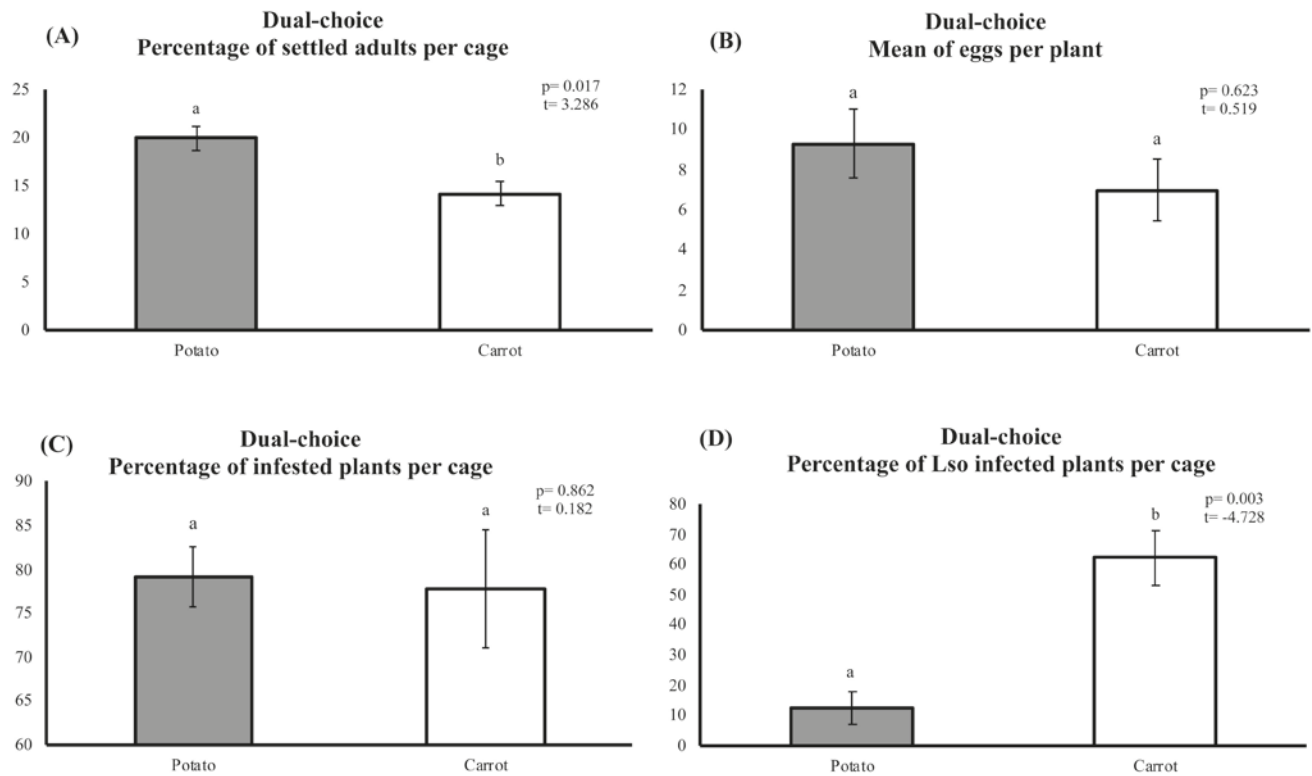 (A)
Dual-choice
Percentage of settled adults per cage
p= 0.017
t= 3.286
25
20
15
10
5
0
a
b
Potato
Carrot
(B)
Dual-choice
Mean of eggs per plant
p= 0.623
t= 0.519
12
10
8
6
4
2
0
a
a
Potato
Carrot
(C)
Dual-choice
Percentage of infested plants per cage
p= 0.862
t= 0.182
90
85
80
75
70
65
60
a
a
Potato
Carrot
(D)
Dual-choice
Percentage of Lso infected plants per cage
p= 0.003
t= -4.728
80
70
60
50
40
30
20
10
0
a
b
Potato
Carrot